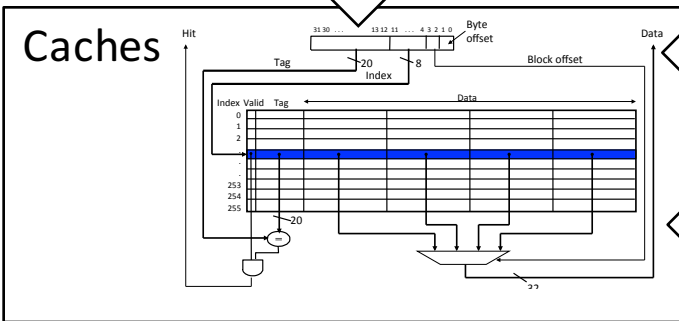 Caches
Hit
31 30 . . . 13 12 11 . . . 4 3 2 1 0
Byte
offset
Data
Tag
20
8
Index
Block offset
Index Valid Tag
Data
0
1
2
.
.
.
253
254
255
20
=
32